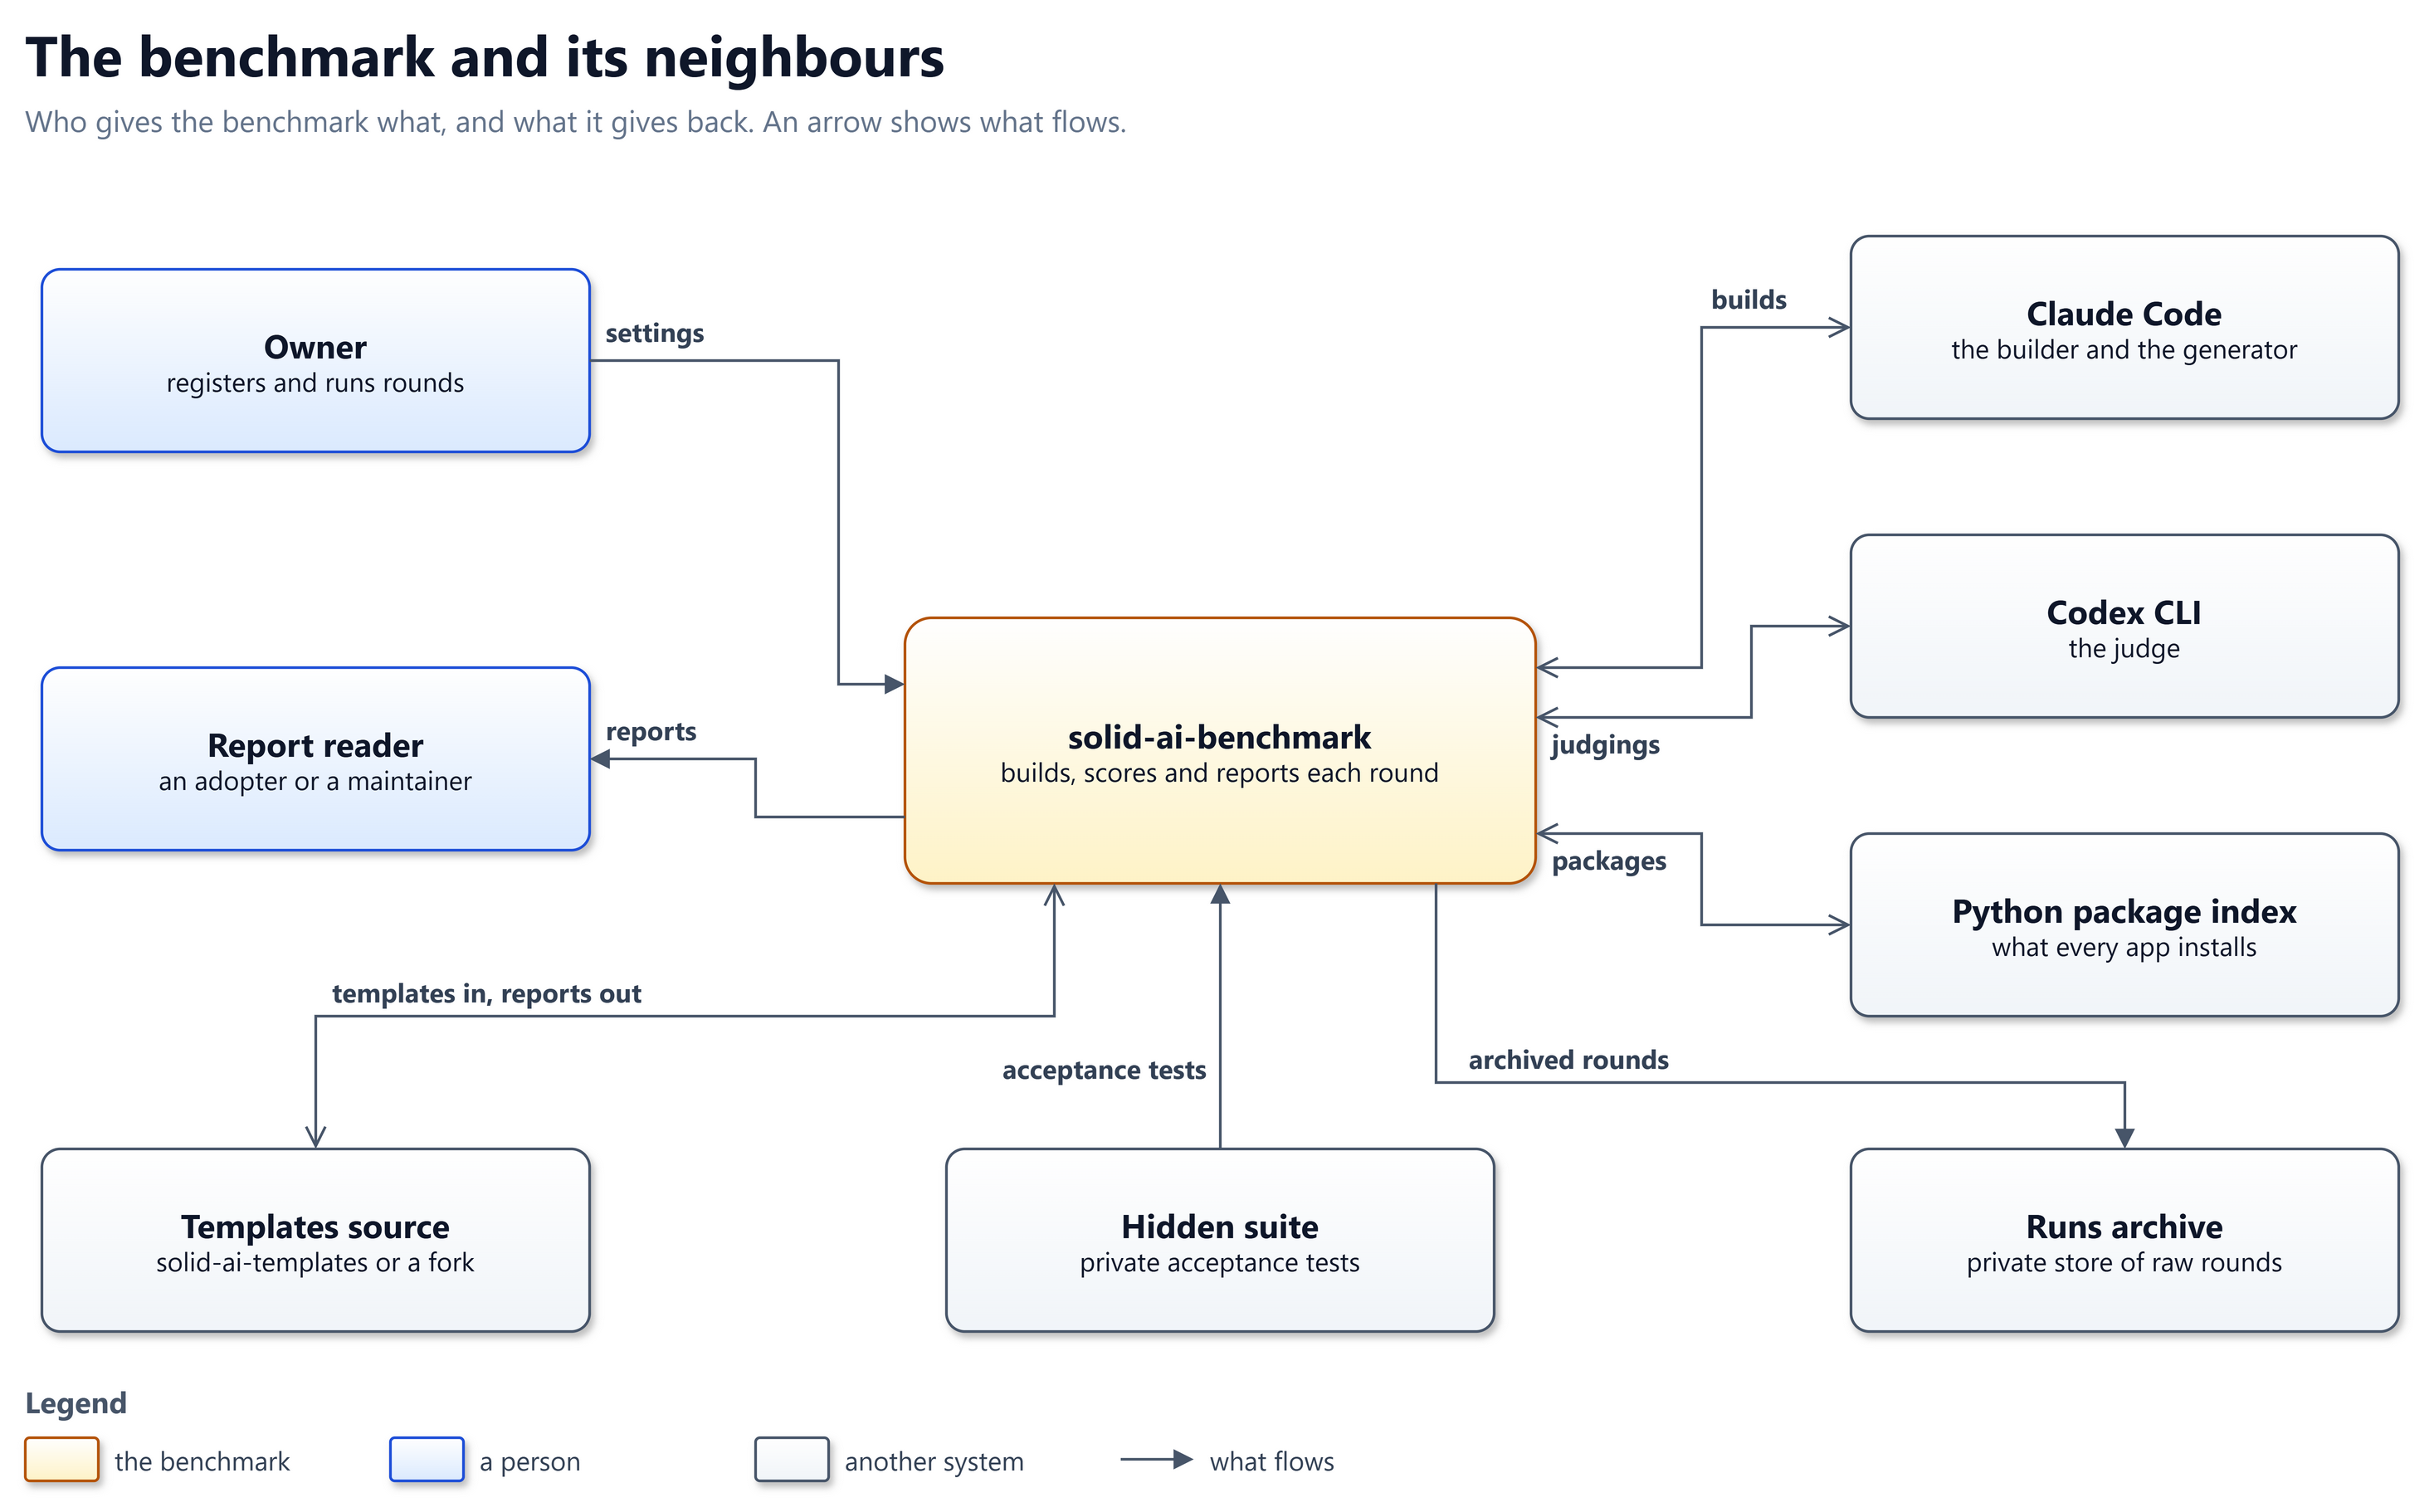 The benchmark and its neighbours
Who gives the benchmark what, and what it gives back. An arrow shows what flows.
Owner
registers and runs rounds
settings
builds
Claude Code
the builder and the generator
Codex CLI
the judge
Report reader
an adopter or a maintainer
reports
solid-ai-benchmark
builds, scores and reports each round
judgings
packages
Python package index
what every app installs
templates in, reports out
acceptance tests
archived rounds
Templates source
solid-ai-templates or a fork
Hidden suite
private acceptance tests
Runs archive
private store of raw rounds
Legend
the benchmark
a person
another system
what flows